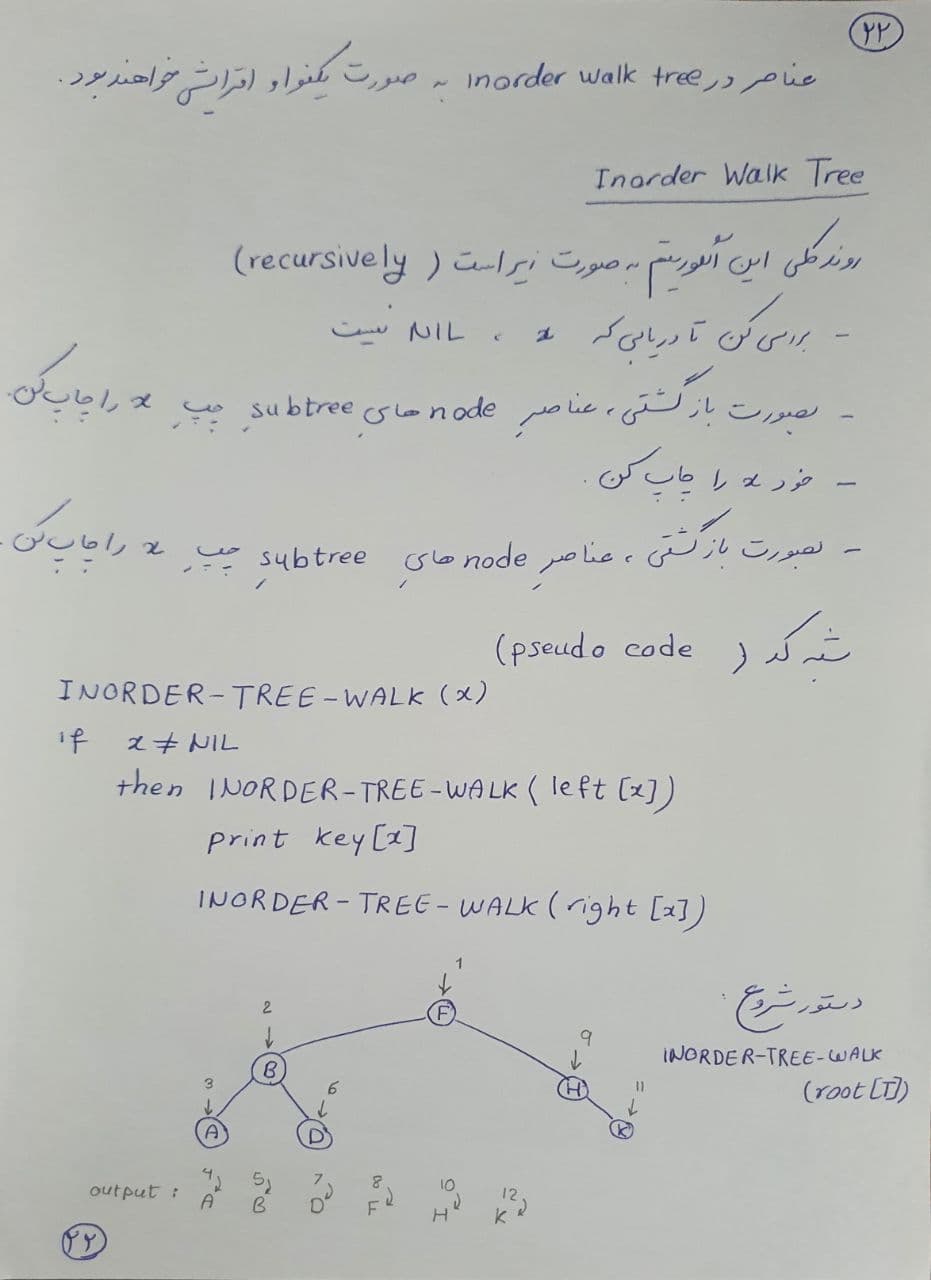 ۲۲
عناصر در inorder walk tree به صورت یکنوا و افزایشی خواهند بود.
Inorder Walk Tree
روند کلی این الگوریتم به صورت زیر است (recursively)
- بررسی کن تا دریابی که x ، NIL نیست
- بصورت بازگشتی، عناصرِ node هایِ subtreeِ چپِ x را چاپ کن.
- خود x را چاپ کن.
- بصورت بازگشتی، عناصرِ node هایِ subtreeِ چپِ x را چاپ کن.
شبه کد (pseudo code)
INORDER-TREE-WALK (x)
if x ≠ NIL
then INORDER-TREE-WALK (left [x])
print key[x]
INORDER-TREE-WALK (right [x])
1
F
2
B
9
H
3
A
6
D
11
K
دستور شروع:
INORDER-TREE-WALK
(root [T])
4 5 7 8 10 12
output: A B D F H K
۲۲